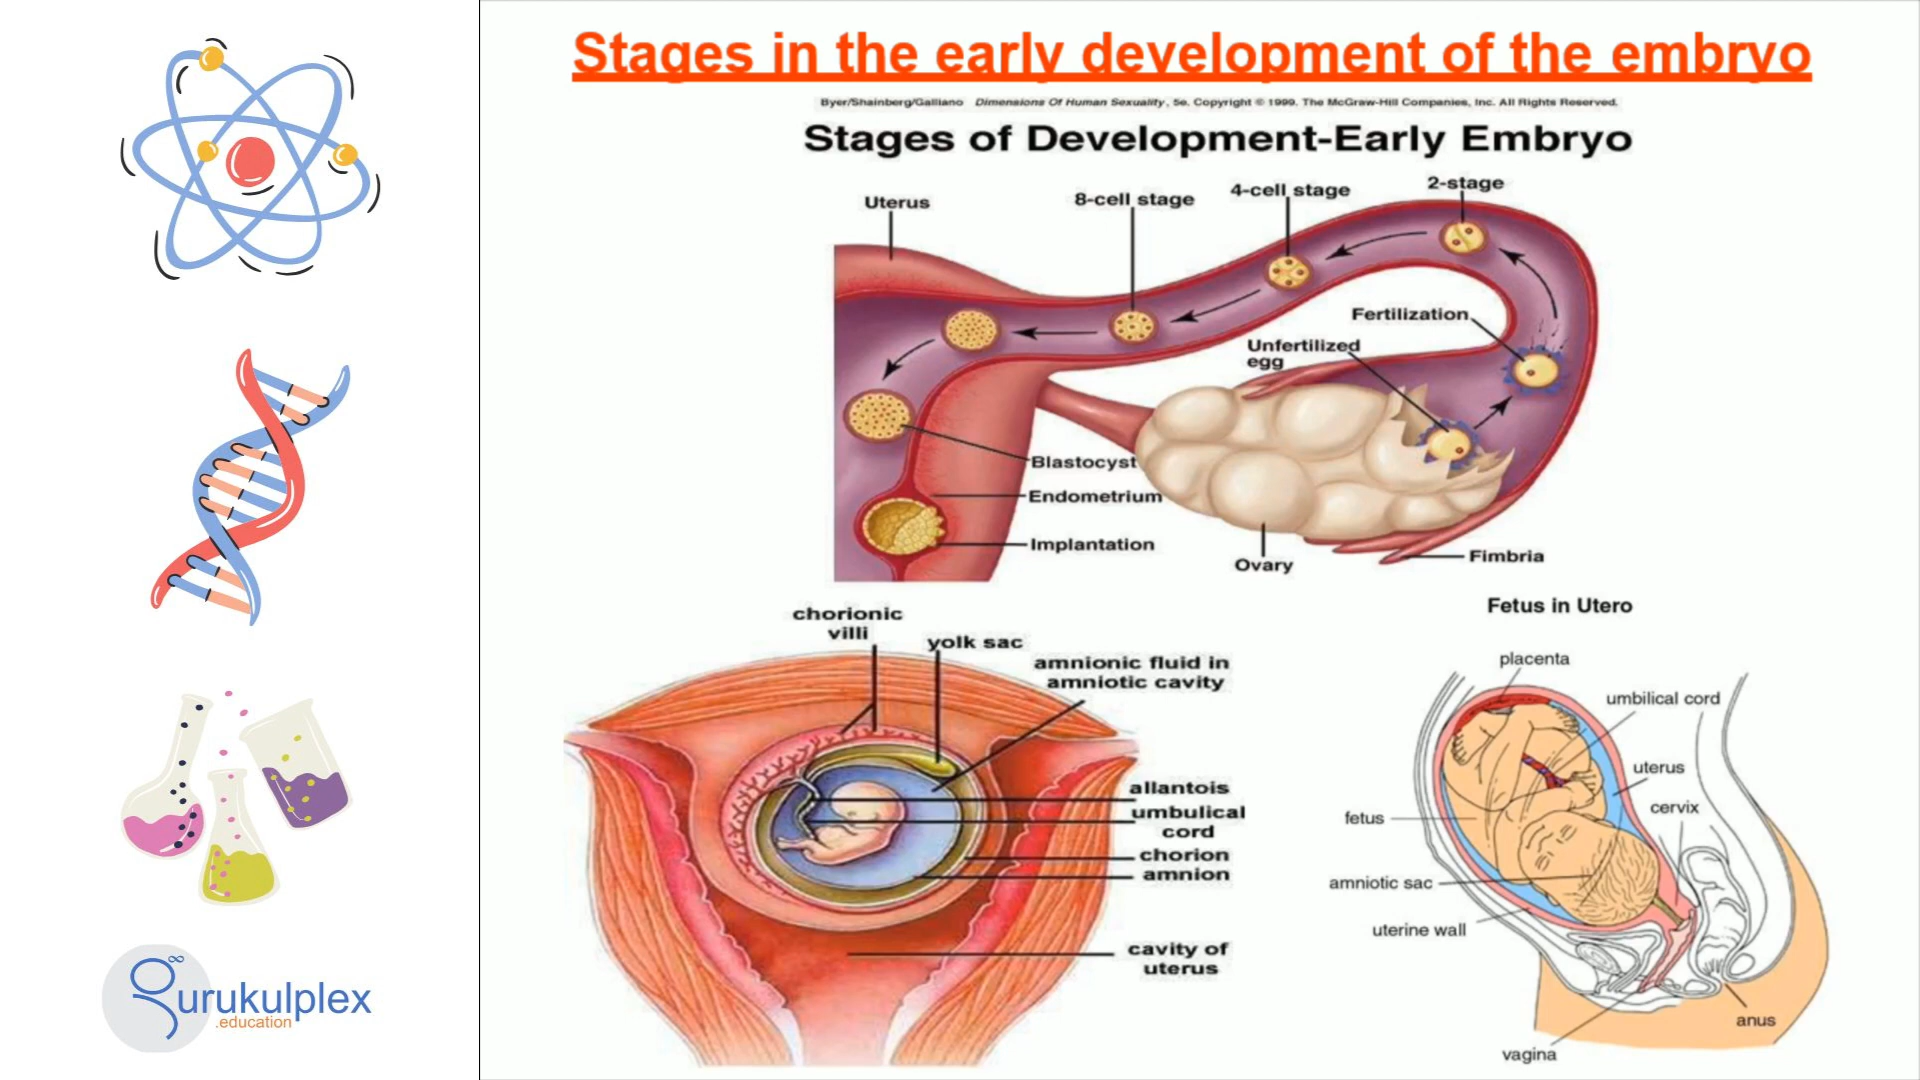 Stages in the early development of the embryo
Byer/Shainberg/Galliano Dimensions Of Human Sexuality, 5e. Copyright © 1999. The McGraw-Hill Companies, Inc. All Rights Reserved.
Stages of Development-Early Embryo
Uterus
8-cell stage
4-cell stage
2-stage
Fertilization
Unfertilized
egg
Blastocyst
Endometrium
Implantation
Ovary
Fimbria
chorionic
villi
yolk sac
amnionic fluid in
amniotic cavity
allantois
umbulical
cord
chorion
amnion
cavity of
uterus
Fetus in Utero
placenta
umbilical cord
uterus
cervix
fetus
amniotic sac
uterine wall
anus
vagina
gurukulplex
.education